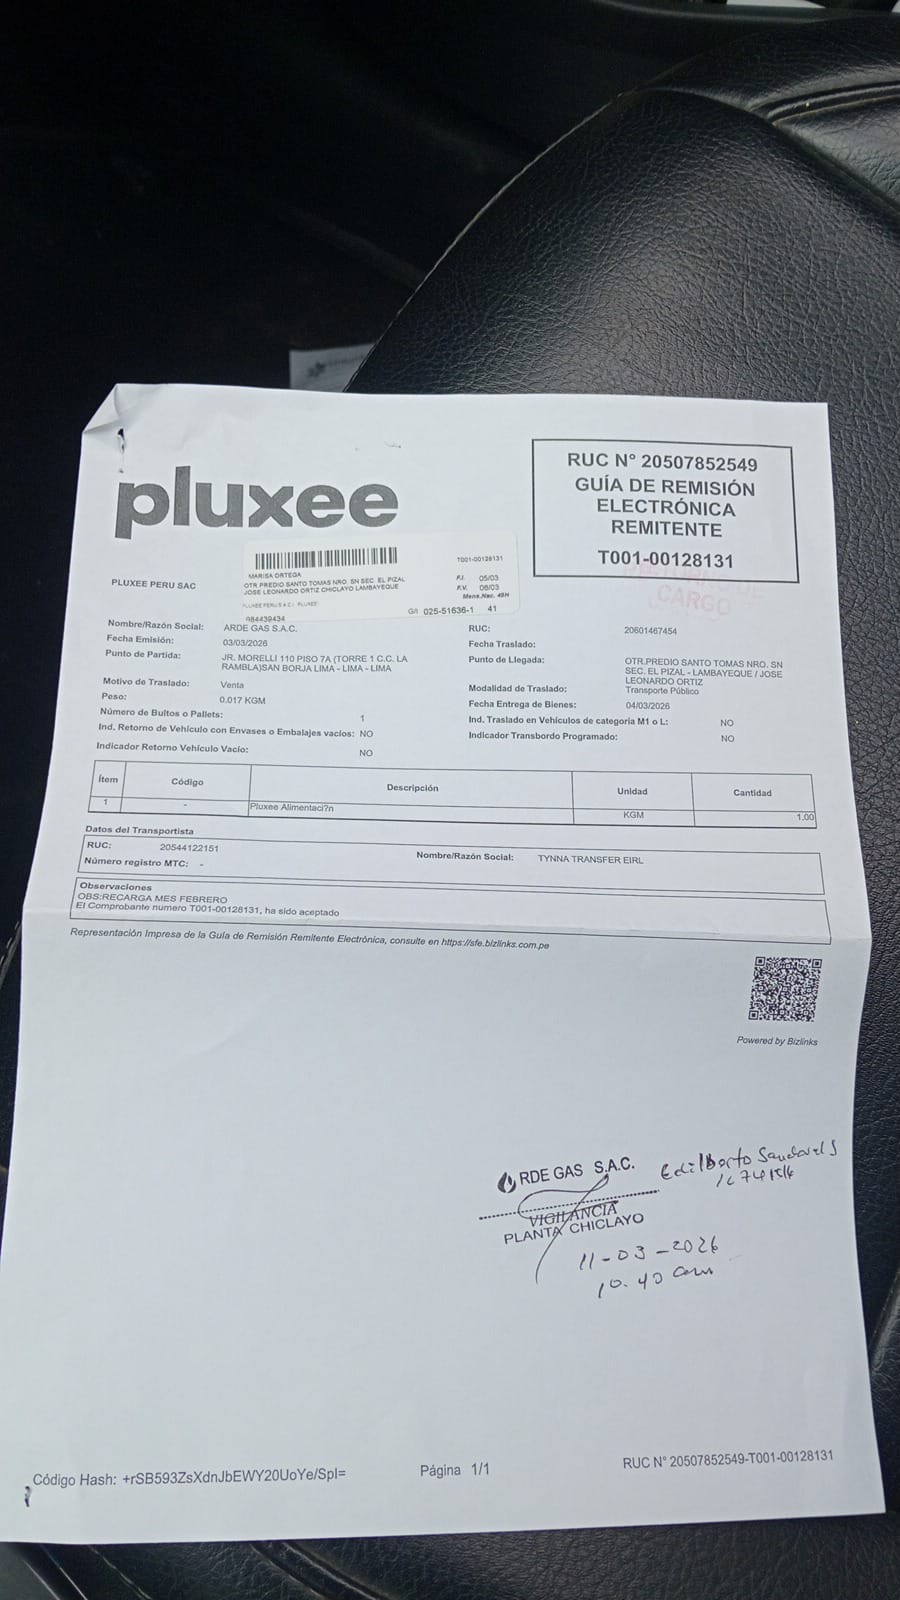 pluxee
RUC N° 20507852549
GUÍA DE REMISIÓN
ELECTRÓNICA
REMITENTE
T001-00128131
CARGO
PLUXEE PERU SAC
T001-00128131
MARISA ORTEGA
OTR.PREDIO SANTO TOMAS NRO. SN SEC. EL PIZAL
JOSE LEONARDO ORTIZ CHICLAYO LAMBAYEQUE
P.I. 05/03
P.V. 06/03
Mens.Nac. 48H
PLUXEE PERU S.A.C. PLUXEE
G/I 025-51636-1 41
984439434
Nombre/Razón Social: ARDE GAS S.A.C.
RUC: 20601467454
Fecha Emisión: 03/03/2026
Fecha Traslado:
Punto de Partida: JR. MORELLI 110 PISO 7A (TORRE 1 C.C. LA
RAMBLA)SAN BORJA LIMA - LIMA - LIMA
Punto de Llegada: OTR.PREDIO SANTO TOMAS NRO. SN
SEC. EL PIZAL - LAMBAYEQUE / JOSE
LEONARDO ORTIZ
Motivo de Traslado: Venta
Modalidad de Traslado: Transporte Público
Peso: 0.017 KGM
Fecha Entrega de Bienes: 04/03/2026
Número de Bultos o Pallets: 1
Ind. Traslado en Vehículos de categoría M1 o L: NO
Ind. Retorno de Vehículo con Envases o Embalajes vacíos: NO
Indicador Transbordo Programado: NO
Indicador Retorno Vehículo Vacío: NO
Ítem Código Descripción Unidad Cantidad
1 - Pluxee Alimentaci?n KGM 1.00
Datos del Transportista
RUC: 20544122151
Nombre/Razón Social: TYNNA TRANSFER EIRL
Número registro MTC: -
Observaciones
OBS:RECARGA MES FEBRERO
El Comprobante numero T001-00128131, ha sido aceptado
Representación Impresa de la Guía de Remisión Remitente Electrónica, consulte en https://sfe.bizlinks.com.pe
Powered by Bizlinks
RDE GAS S.A.C.
VIGILANCIA
PLANTA CHICLAYO
Edilberto
11-03-2026
10.40 am
Código Hash: +rSB593ZsXdnJbEWY20UoYe/SpI=
Página 1/1
RUC N° 20507852549-T001-00128131